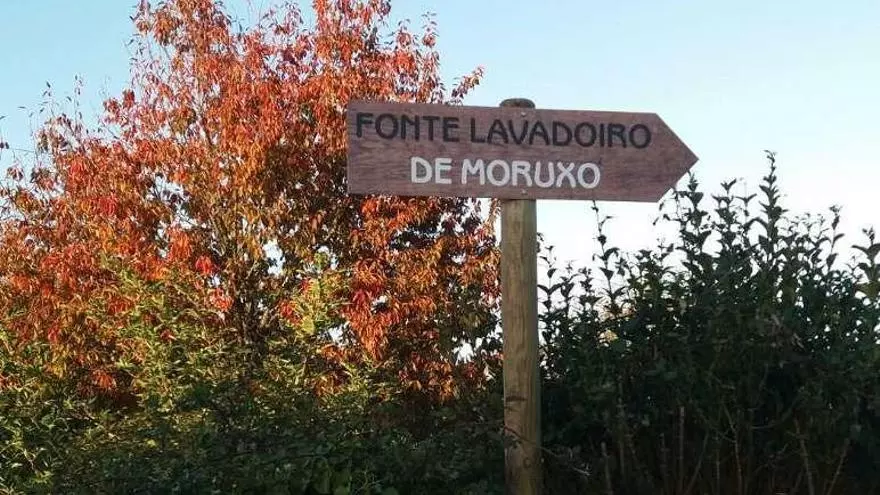 FONTE LAVADOIRO
DE MORUXO